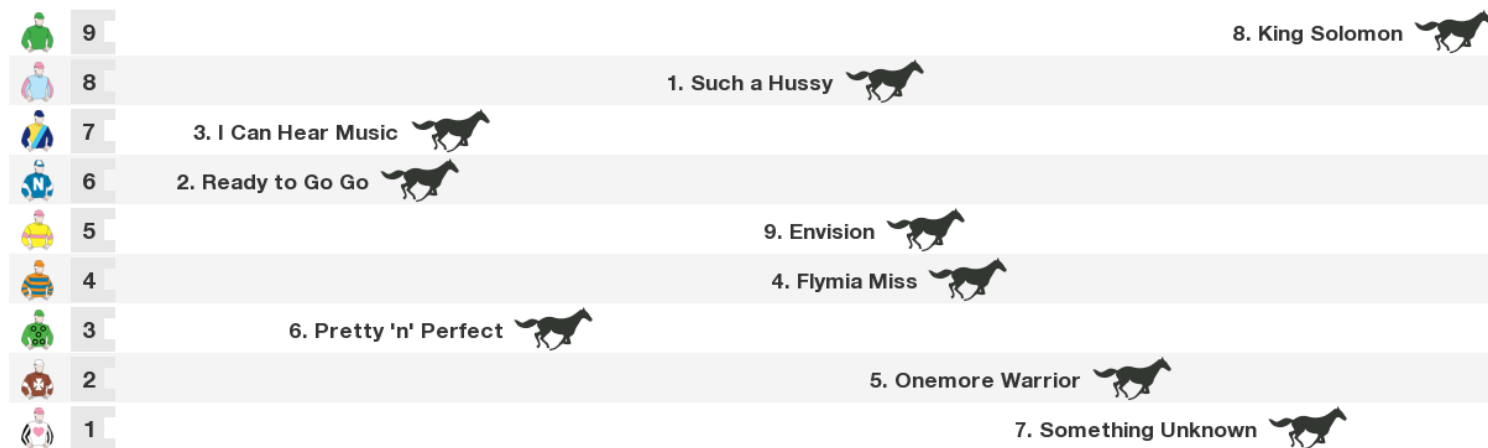 9 8. King Solomon
8 1. Such a Hussy
7 3. I Can Hear Music
N 6 2. Ready to Go Go
5 9. Envision
4 4. Flymia Miss
3 6. Pretty 'n' Perfect
2 5. Onemore Warrior
1 7. Something Unknown